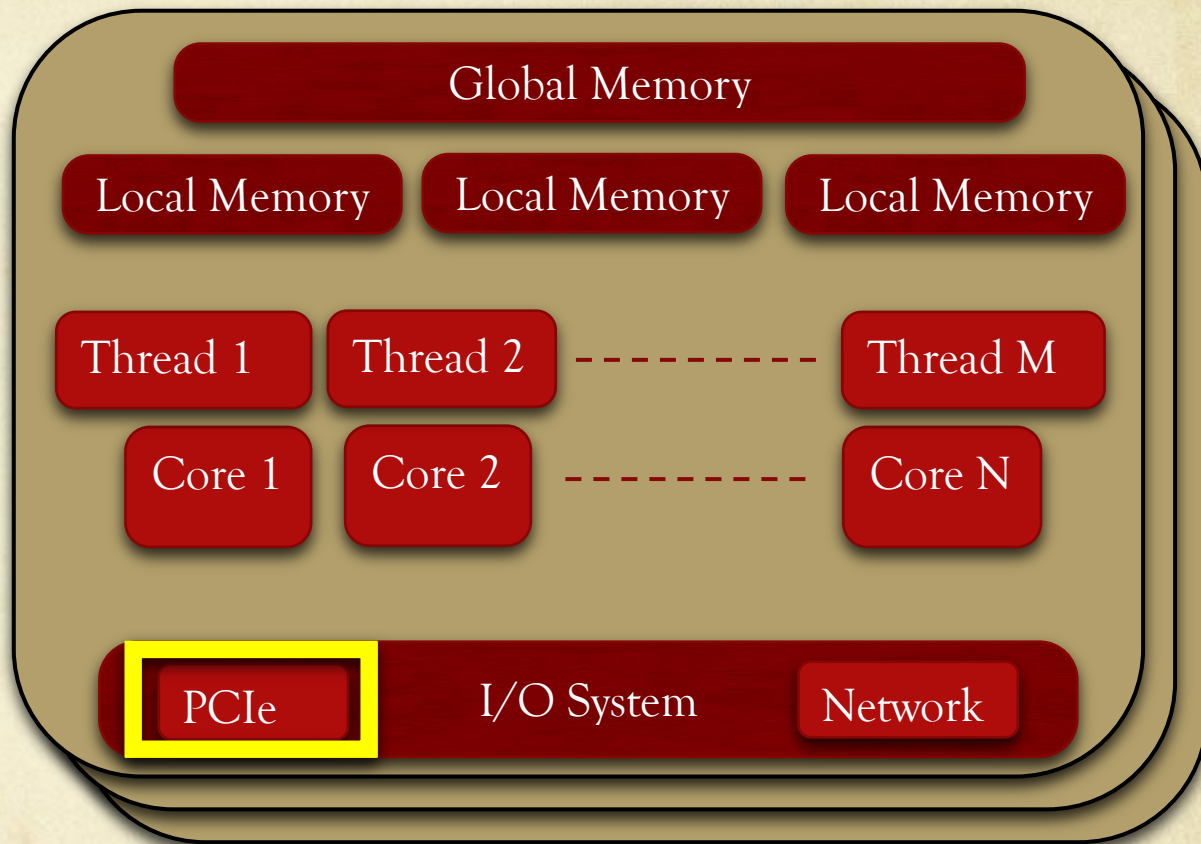 Global Memory
Local Memory Local Memory Local Memory
Thread 1 Thread 2 Thread M
Core 1 Core 2 Core N
PCIe I/O System Network